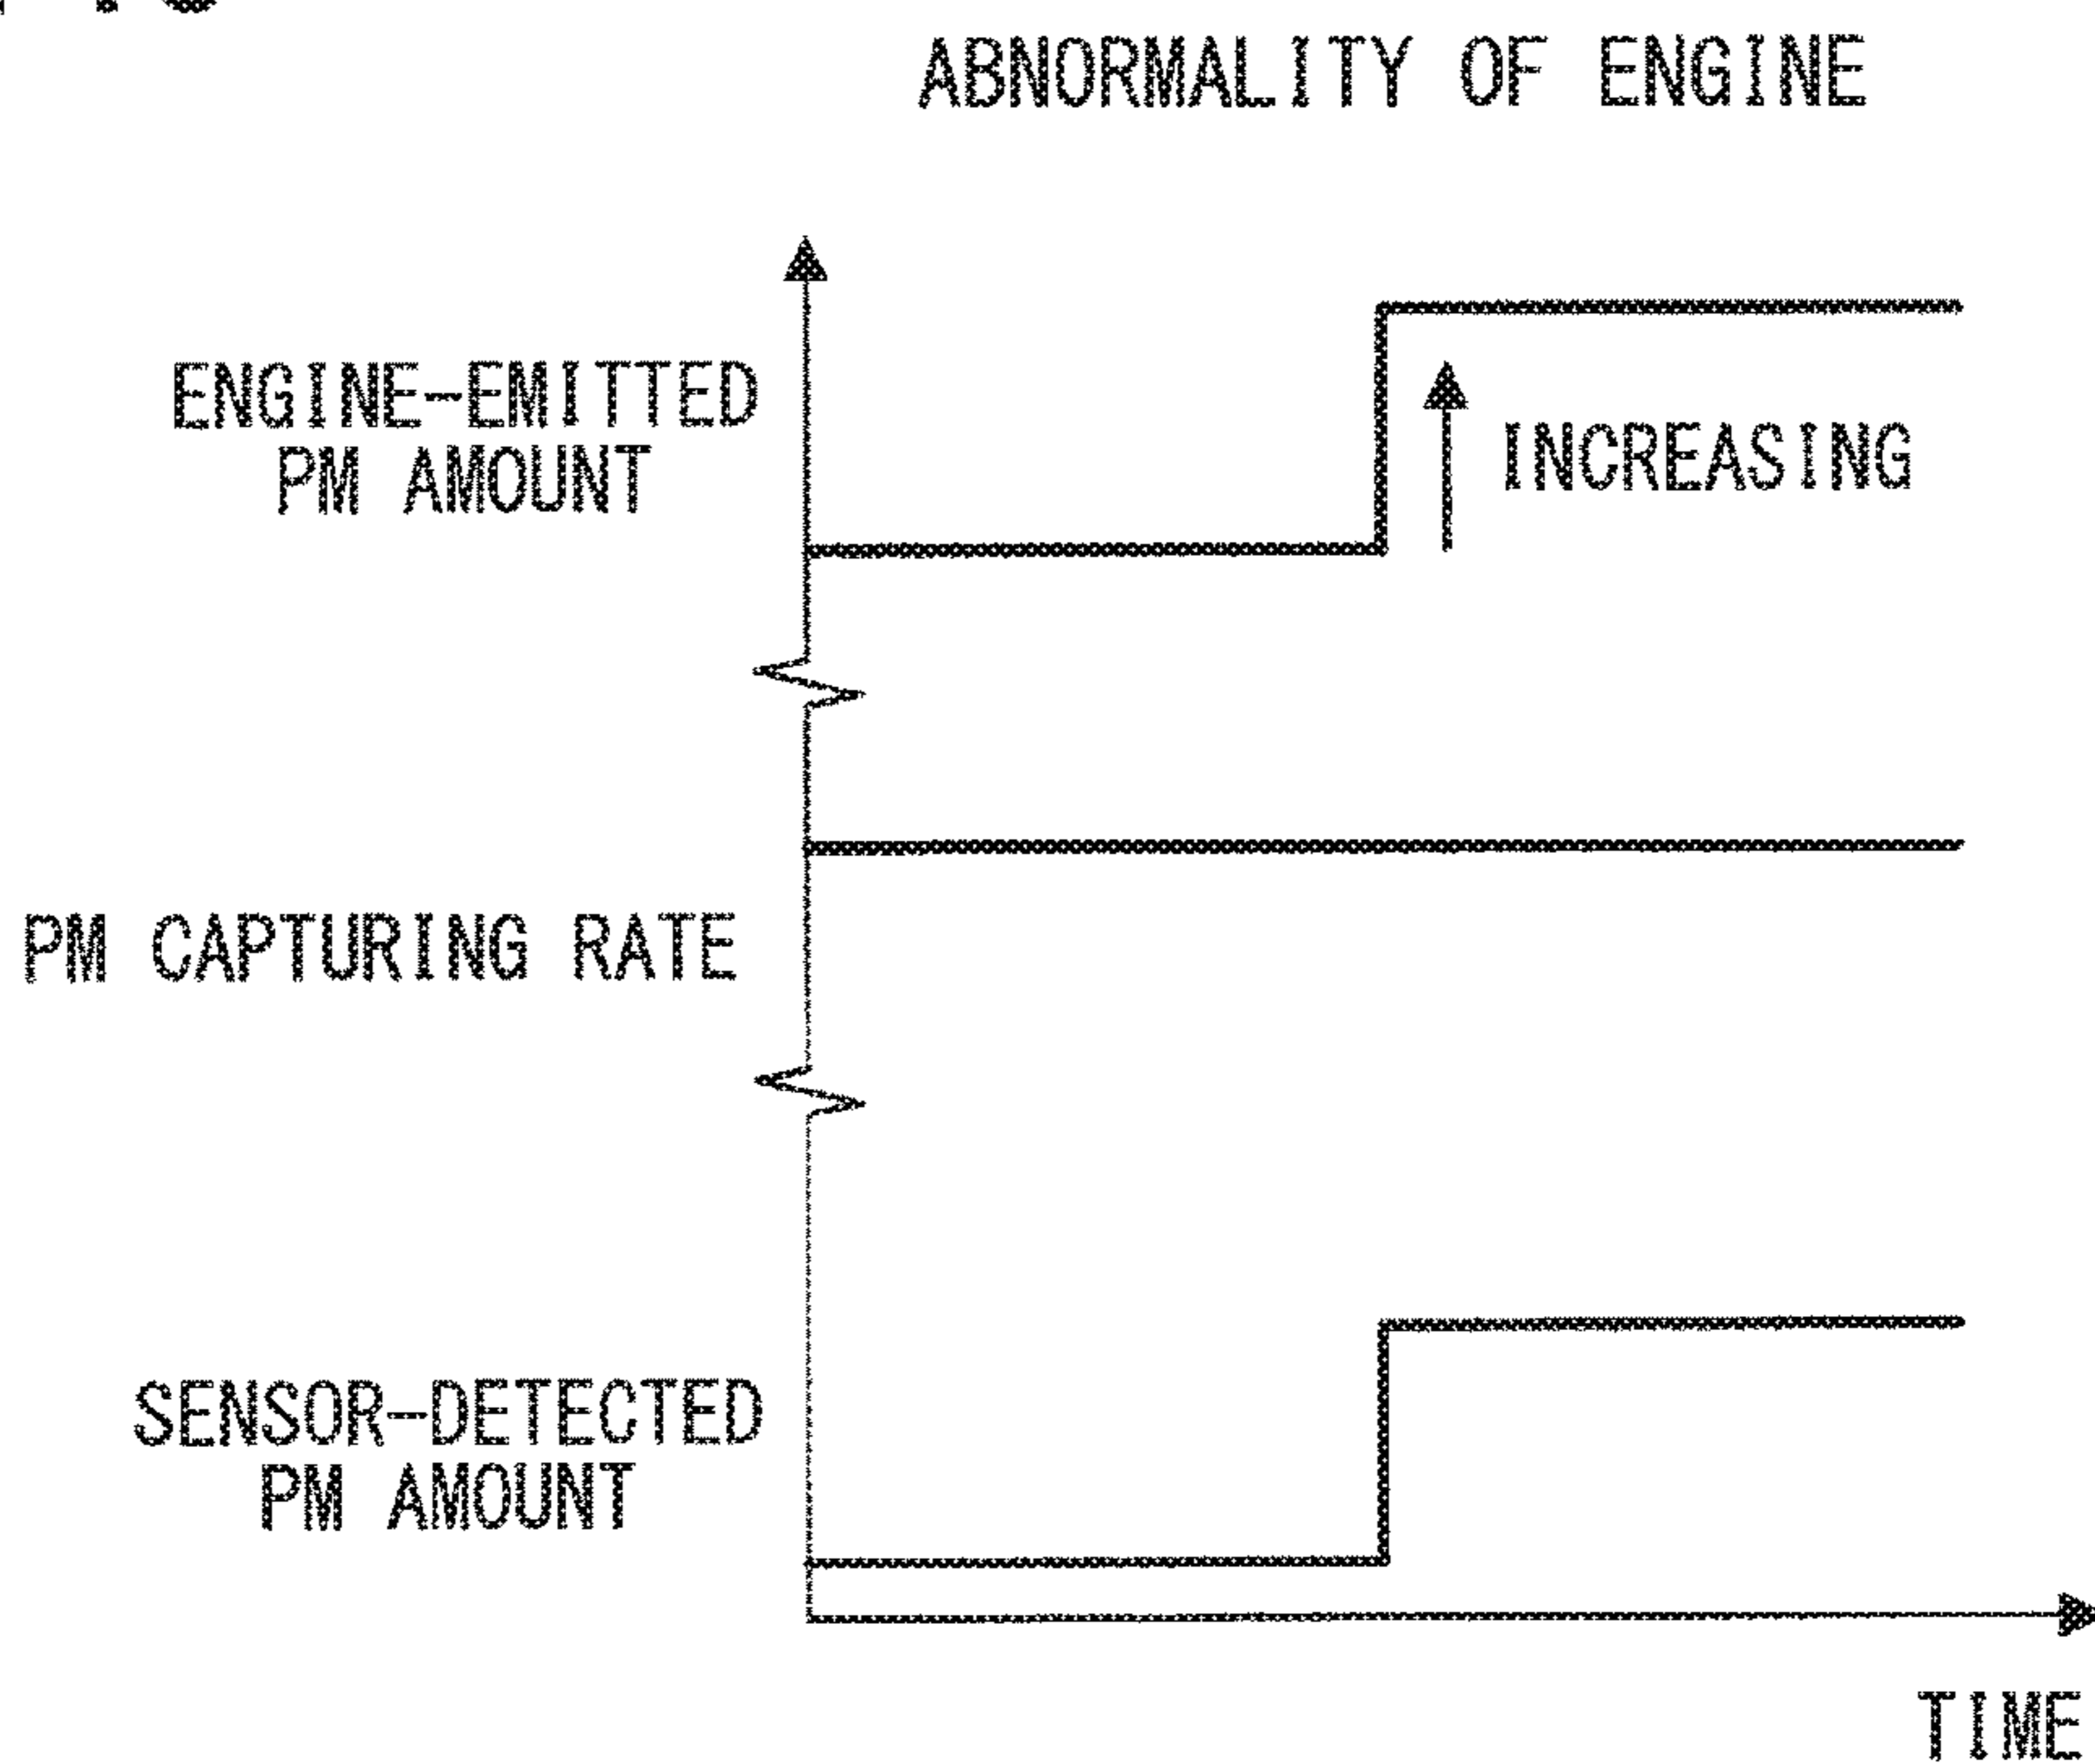 ABNORMALITY OF ENGINE
ENGINE-EMITTED
PM AMOUNT
INCREASING
PM CAPTURING RATE
SENSOR-DETECTED
PM AMOUNT
TIME